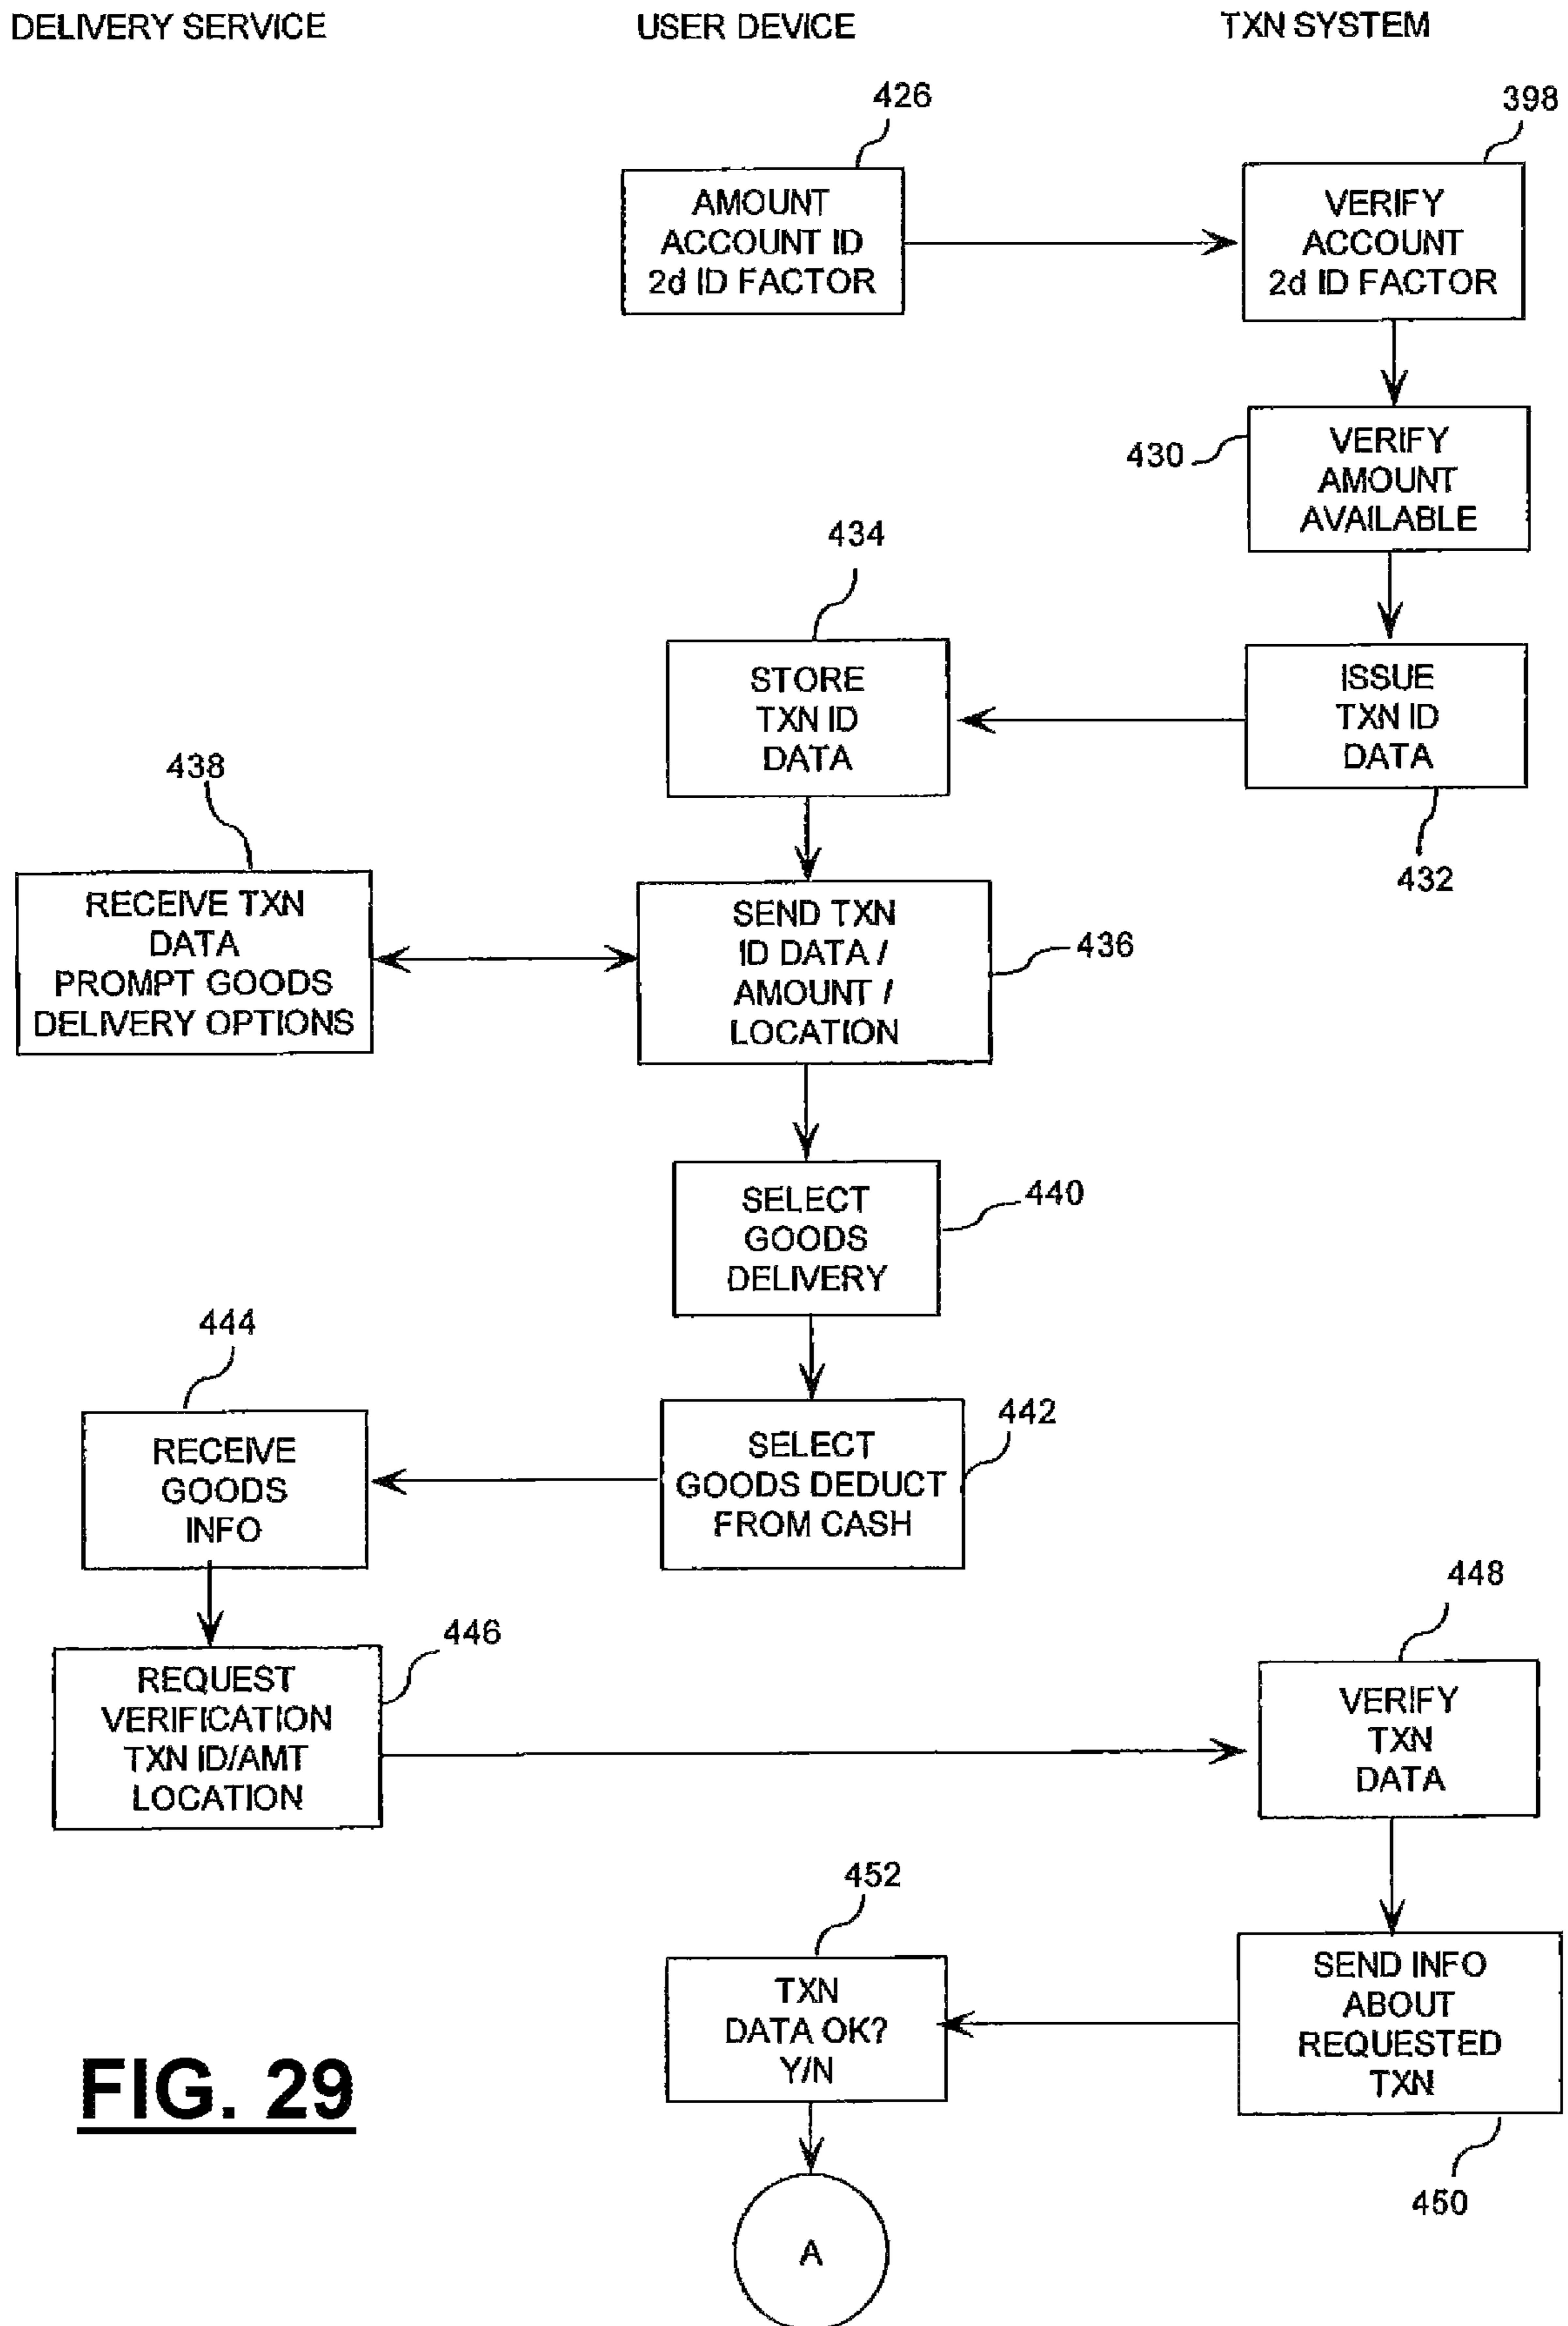 DELIVERY SERVICE
USER DEVICE
TXN SYSTEM
426
398
AMOUNT
ACCOUNT ID
2d ID FACTOR
VERIFY
ACCOUNT
2d ID FACTOR
430
VERIFY
AMOUNT
AVAILABLE
434
STORE
TXN ID
DATA
ISSUE
TXN ID
DATA
432
438
RECEIVE TXN
DATA
PROMPT GOODS
DELIVERY OPTIONS
SEND TXN
ID DATA /
AMOUNT /
LOCATION
436
SELECT
GOODS
DELIVERY
440
444
RECEIVE
GOODS
INFO
SELECT
GOODS DEDUCT
FROM CASH
442
446
REQUEST
VERIFICATION
TXN ID/AMT
LOCATION
448
VERIFY
TXN
DATA
452
TXN
DATA OK?
Y/N
SEND INFO
ABOUT
REQUESTED
TXN
450
A
FIG. 29